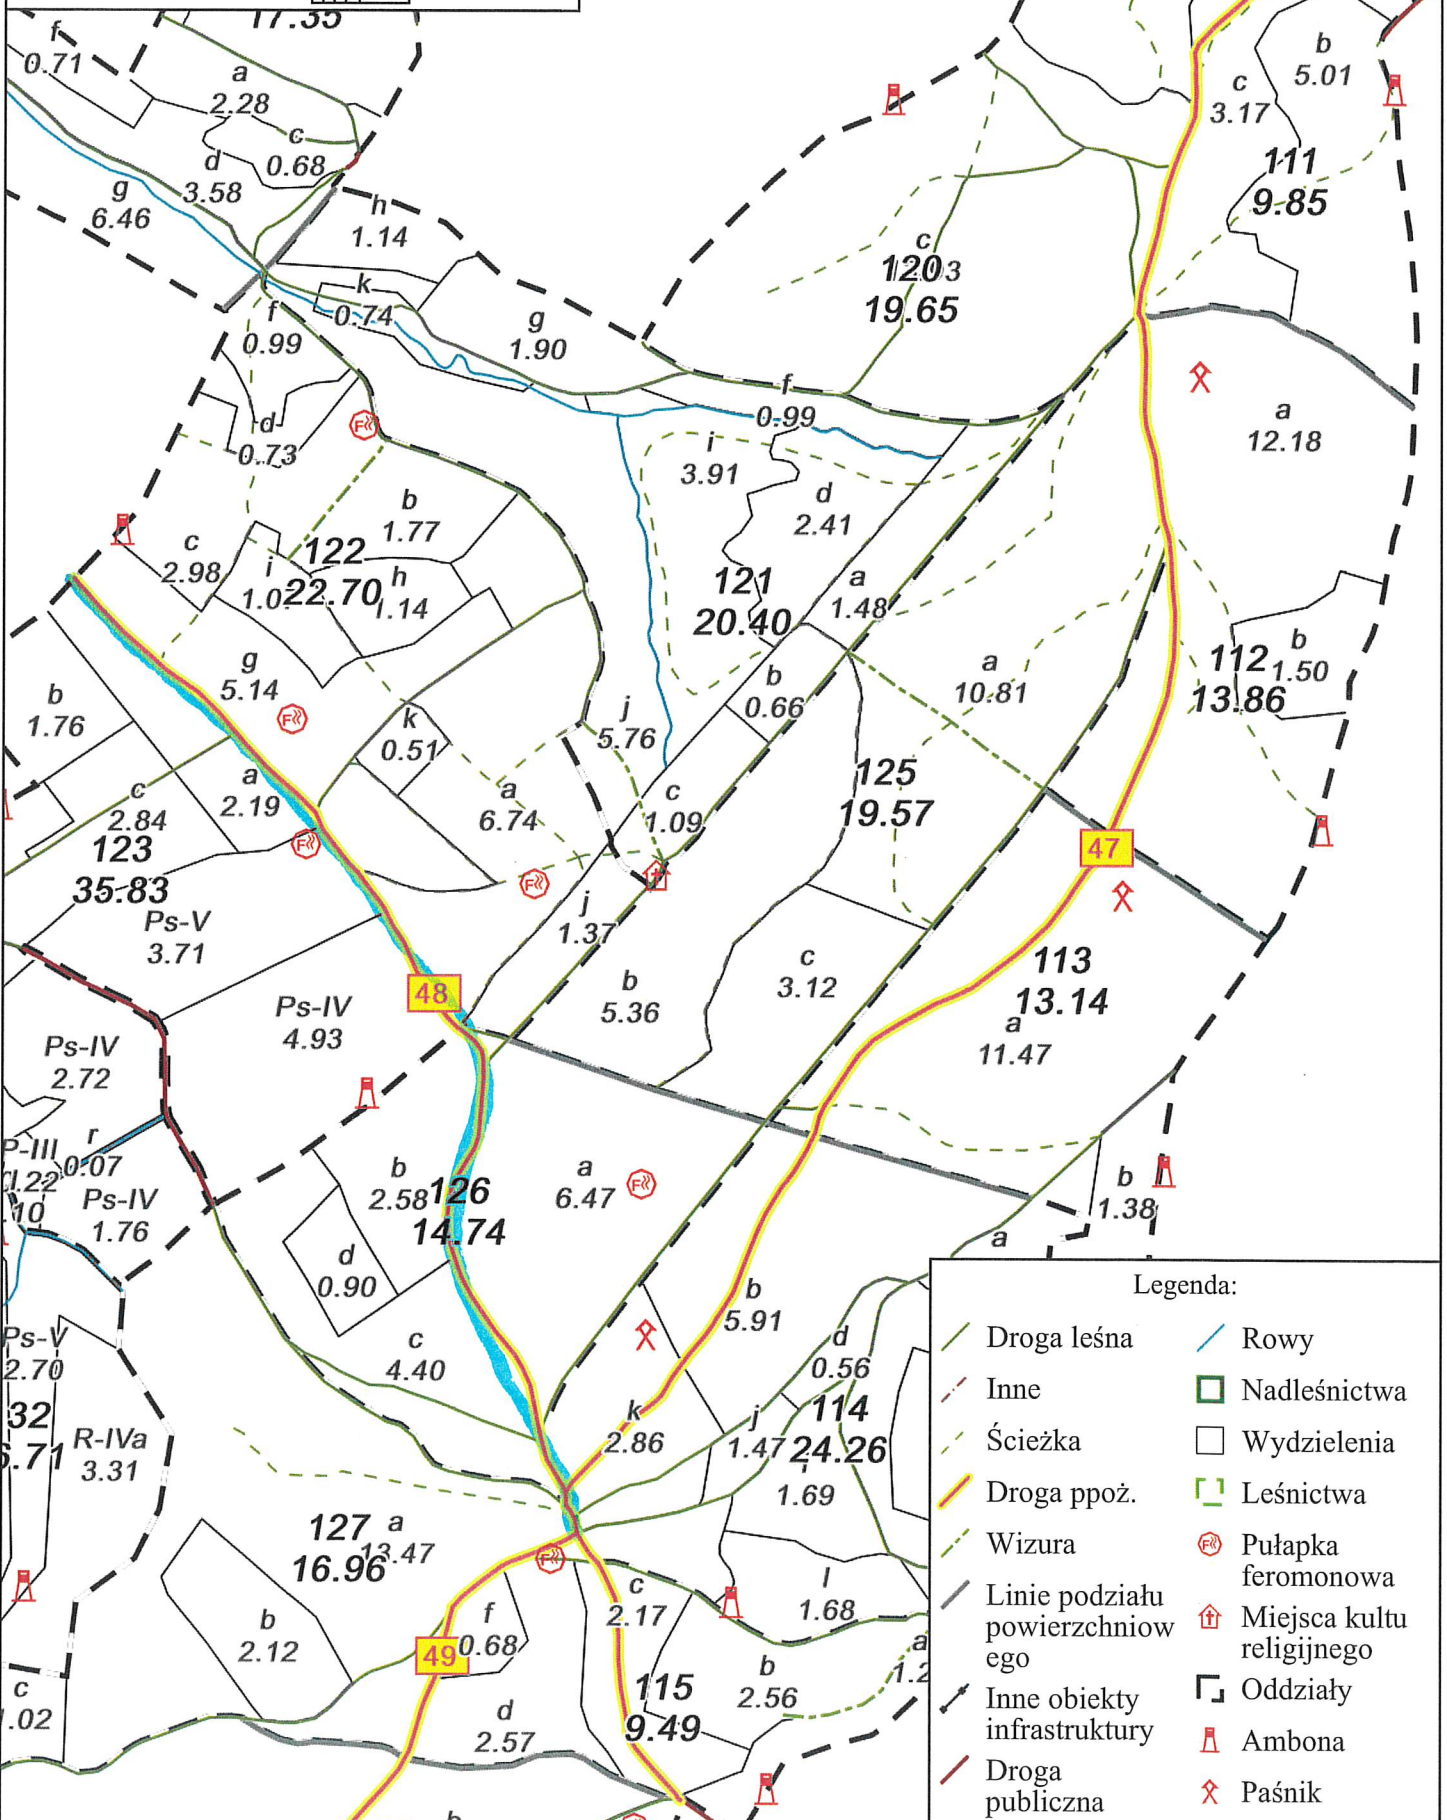 17.35
f
0.71
a
2.28
c
0.68
d
3.58
g
6.46
h
1.14
k
0.74
g
1.90
f
0.99
d
0.73
b
5.01
c
3.17
111
9.85
c
19.65
f
0.99
a
12.18
i
3.91
d
2.41
b
1.77
c
2.98
122
22.70
i
h
1.14
121
20.40
a
1.48
g
5.14
b
1.76
k
0.51
j
5.76
b
0.66
a
10.81
112
13.86
b
1.50
c
2.84
a
2.19
a
6.74
c
1.09
125
19.57
47
123
35.83
Ps-V
3.71
j
1.37
48
Ps-IV
4.93
b
5.36
c
3.12
113
13.14
a
11.47
Ps-IV
2.72
r
0.07
P-III
Ps-IV
1.76
b
2.58
126
14.74
a
6.47
b
1.38
a
d
0.90
b
5.91
c
4.40
d
0.56
Ps-V
2.70
R-IVa
3.31
k
2.86
j
1.47
114
24.26
1.69
127
16.96
a
13.47
b
2.12
f
0.68
49
c
2.17
l
1.68
b
2.56
115
9.49
d
2.57
c
a
Legenda:
Droga leśna
Inne
Ścieżka
Droga ppoż.
Wizura
Linie podziału
powierzchniow
ego
Inne obiekty
infrastruktury
Droga
publiczna
Rowy
Nadleśnictwa
Wydzielenia
Leśnictwa
Pułapka
feromonowa
Miejsca kultu
religijnego
Oddziały
Ambona
Paśnik